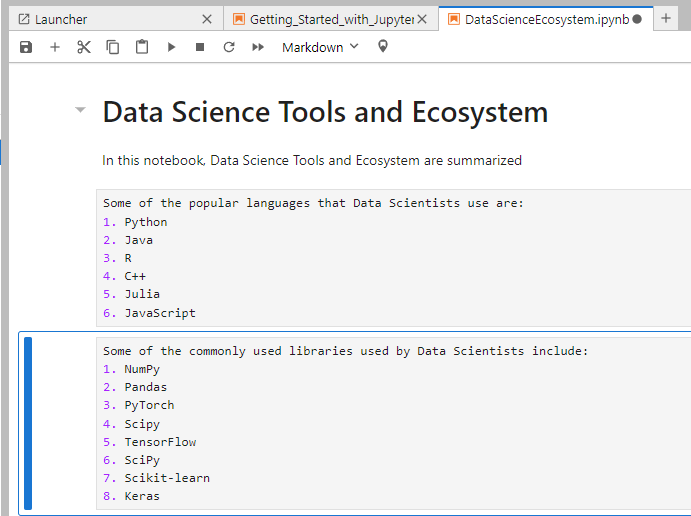 Launcher
Getting_Started_with_Jupyter
DataScienceEcosystem.ipynb
Markdown
Data Science Tools and Ecosystem
In this notebook, Data Science Tools and Ecosystem are summarized
Some of the popular languages that Data Scientists use are:
1. Python
2. Java
3. R
4. C++
5. Julia
6. JavaScript
Some of the commonly used libraries used by Data Scientists include:
1. NumPy
2. Pandas
3. PyTorch
4. Scipy
5. TensorFlow
6. SciPy
7. Scikit-learn
8. Keras